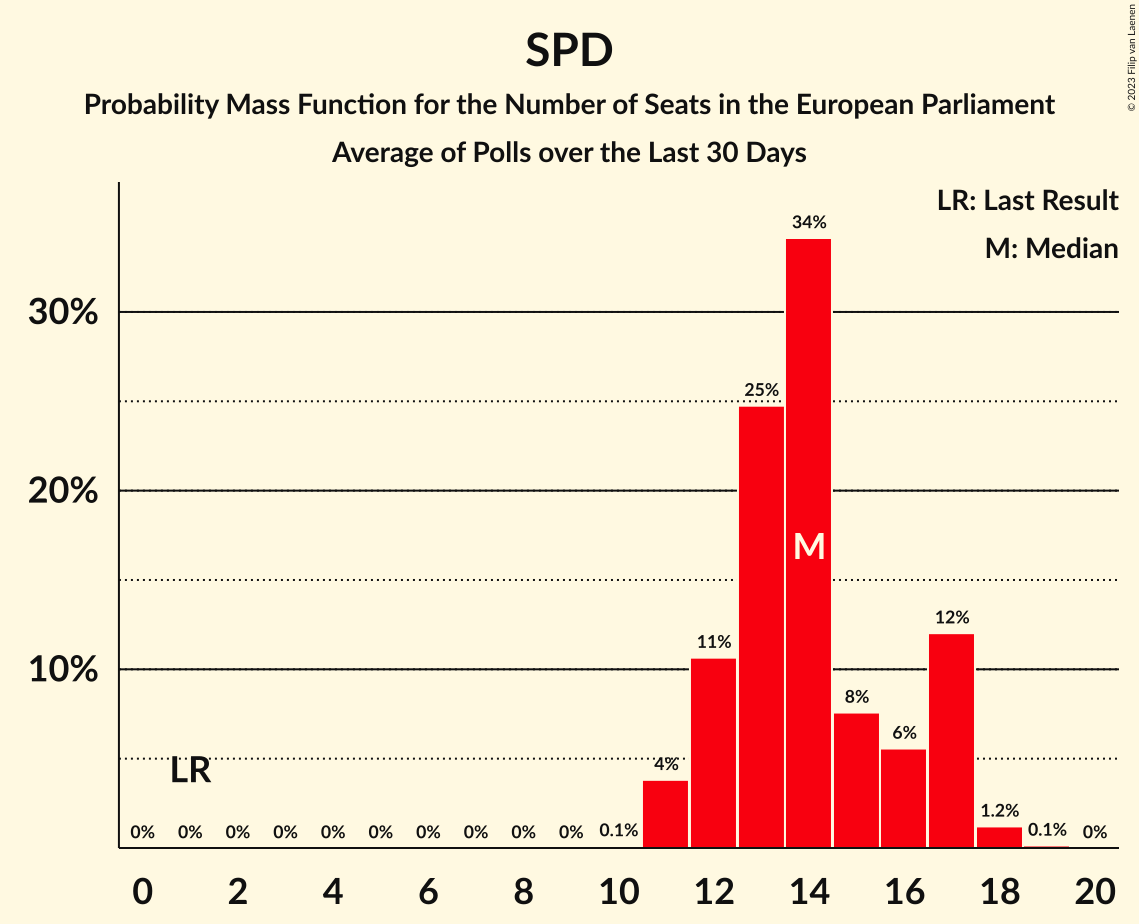 SPD
Probability Mass Function for the Number of Seats in the European Parliament
Average of Polls over the Last 30 Days
© 2023 Filip van Laenen
LR: Last Result
M: Median
34%
30%
25%
20%
M
12%
11%
10%
8%
6%
LR
4%
1.2%
0% 0% 0% 0% 0% 0% 0% 0% 0% 0% 0.1% 0.1% 0%
0 2 4 6 8 10 12 14 16 18 20